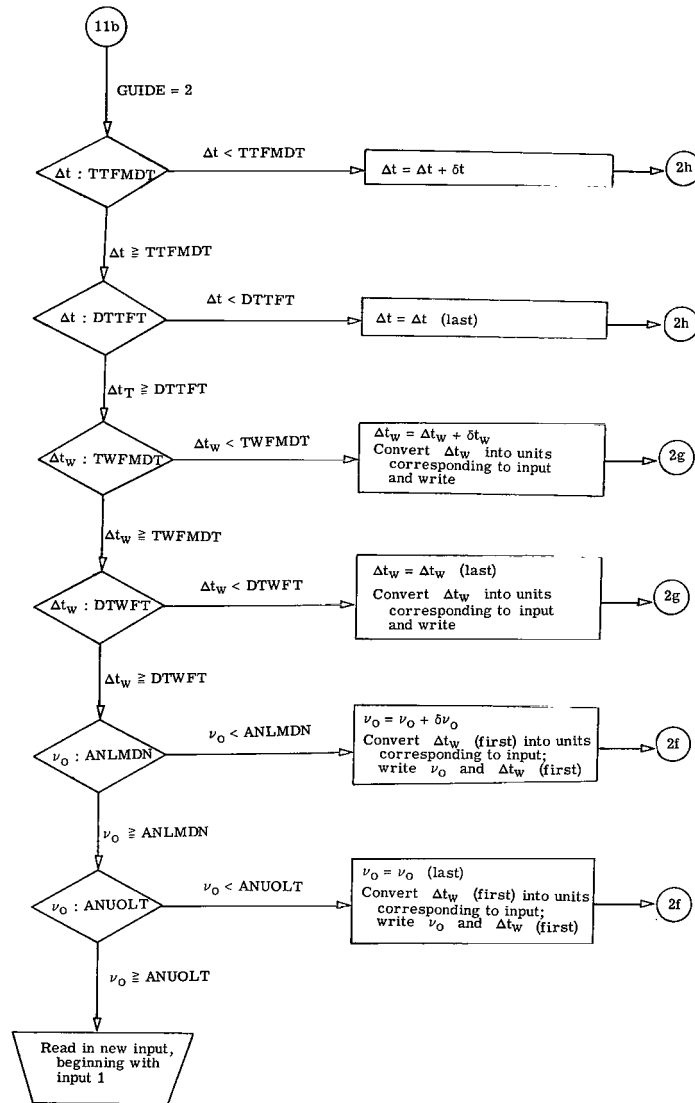 11b
GUIDE = 2
Δt : TTFMDT
Δt < TTFMDT
Δt = Δt + δt
2h
Δt ≧ TTFMDT
Δt : DTTFT
Δt < DTTFT
Δt = Δt (last)
2h
Δt_T ≧ DTTFT
Δt_W : TWFMDT
Δt_W < TWFMDT
Δt_W = Δt_W + δt_W
Convert Δt_W into units
corresponding to input
and write
2g
Δt_W ≧ TWFMDT
Δt_W : DTWFT
Δt_W < DTWFT
Δt_W = Δt_W (last)
Convert Δt_W into units
corresponding to input
and write
2g
Δt_W ≧ DTWFT
ν_O : ANLMDN
ν_O < ANLMDN
ν_O = ν_O + δν_O
Convert Δt_W (first) into units
corresponding to input;
write ν_O and Δt_W (first)
2f
ν_O ≧ ANLMDN
ν_O : ANUOLT
ν_O < ANUOLT
ν_O = ν_O (last)
Convert Δt_W (first) into units
corresponding to input;
write ν_O and Δt_W (first)
2f
ν_O ≧ ANUOLT
Read in new input,
beginning with
input 1